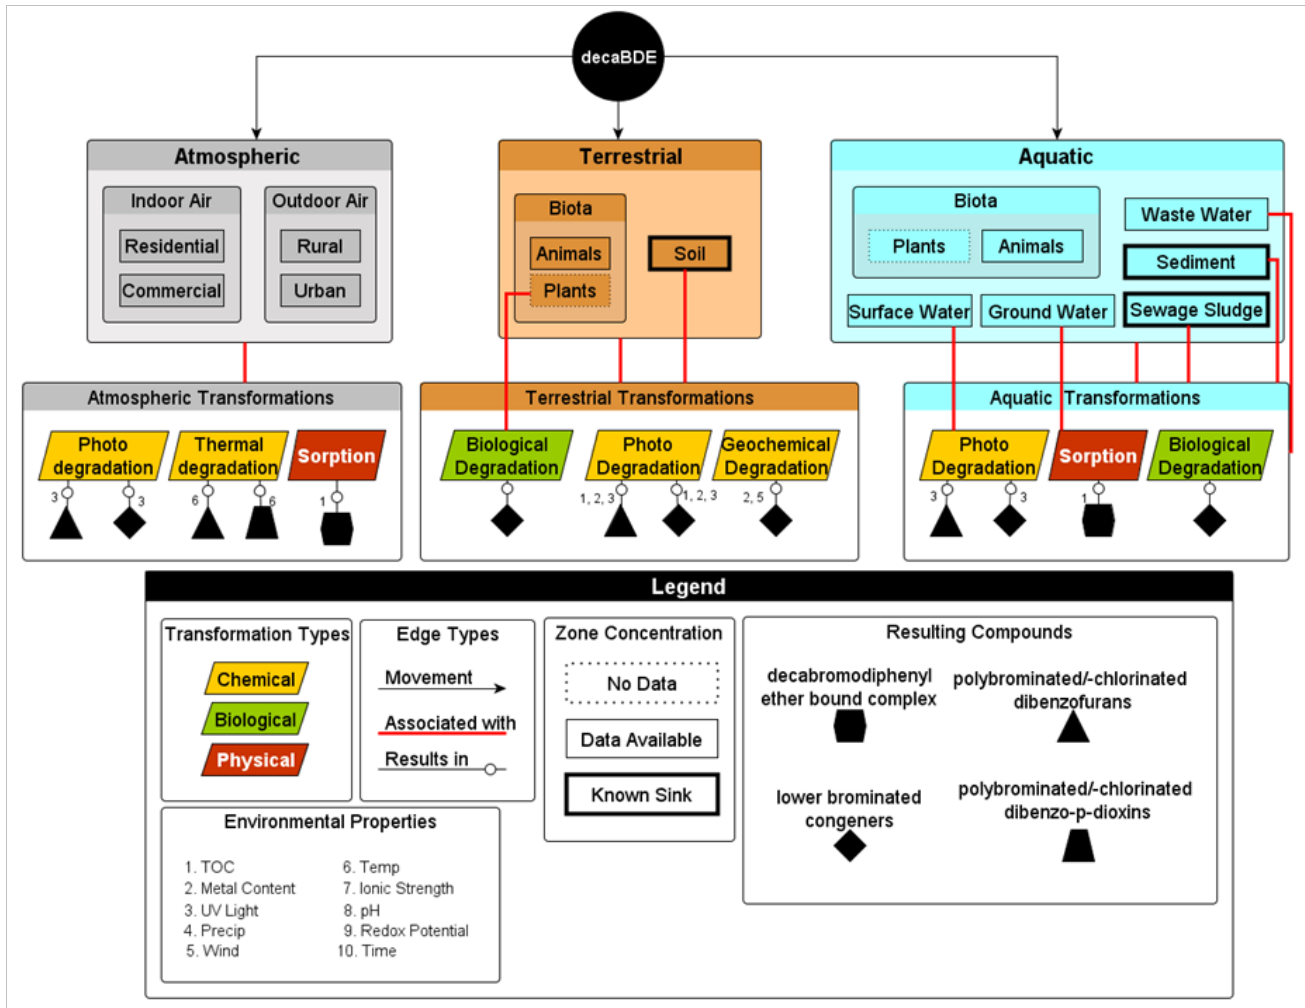 decaBDE
Atmospheric
Indoor Air
Residential
Commercial
Outdoor Air
Rural
Urban
Terrestrial
Biota
Animals
Plants
Soil
Aquatic
Biota
Plants
Animals
Waste Water
Sediment
Surface Water
Ground Water
Sewage Sludge
Atmospheric Transformations
Photo
degradation
3
3
Thermal
degradation
6
6
Sorption
1
Terrestrial Transformations
Biological
Degradation
Photo
Degradation
1, 2, 3
1, 2, 3
Geochemical
Degradation
2, 5
Aquatic Transformations
Photo
Degradation
3
3
Sorption
1
Biological
Degradation
Legend
Transformation Types
Chemical
Biological
Physical
Edge Types
Movement
Associated with
Results in
Zone Concentration
No Data
Data Available
Known Sink
Resulting Compounds
decabromodiphenyl
ether bound complex
polybrominated/-chlorinated
dibenzofurans
lower brominated
congeners
polybrominated/-chlorinated
dibenzo-p-dioxins
Environmental Properties
1. TOC
2. Metal Content
3. UV Light
4. Precip
5. Wind
6. Temp
7. Ionic Strength
8. pH
9. Redox Potential
10. Time